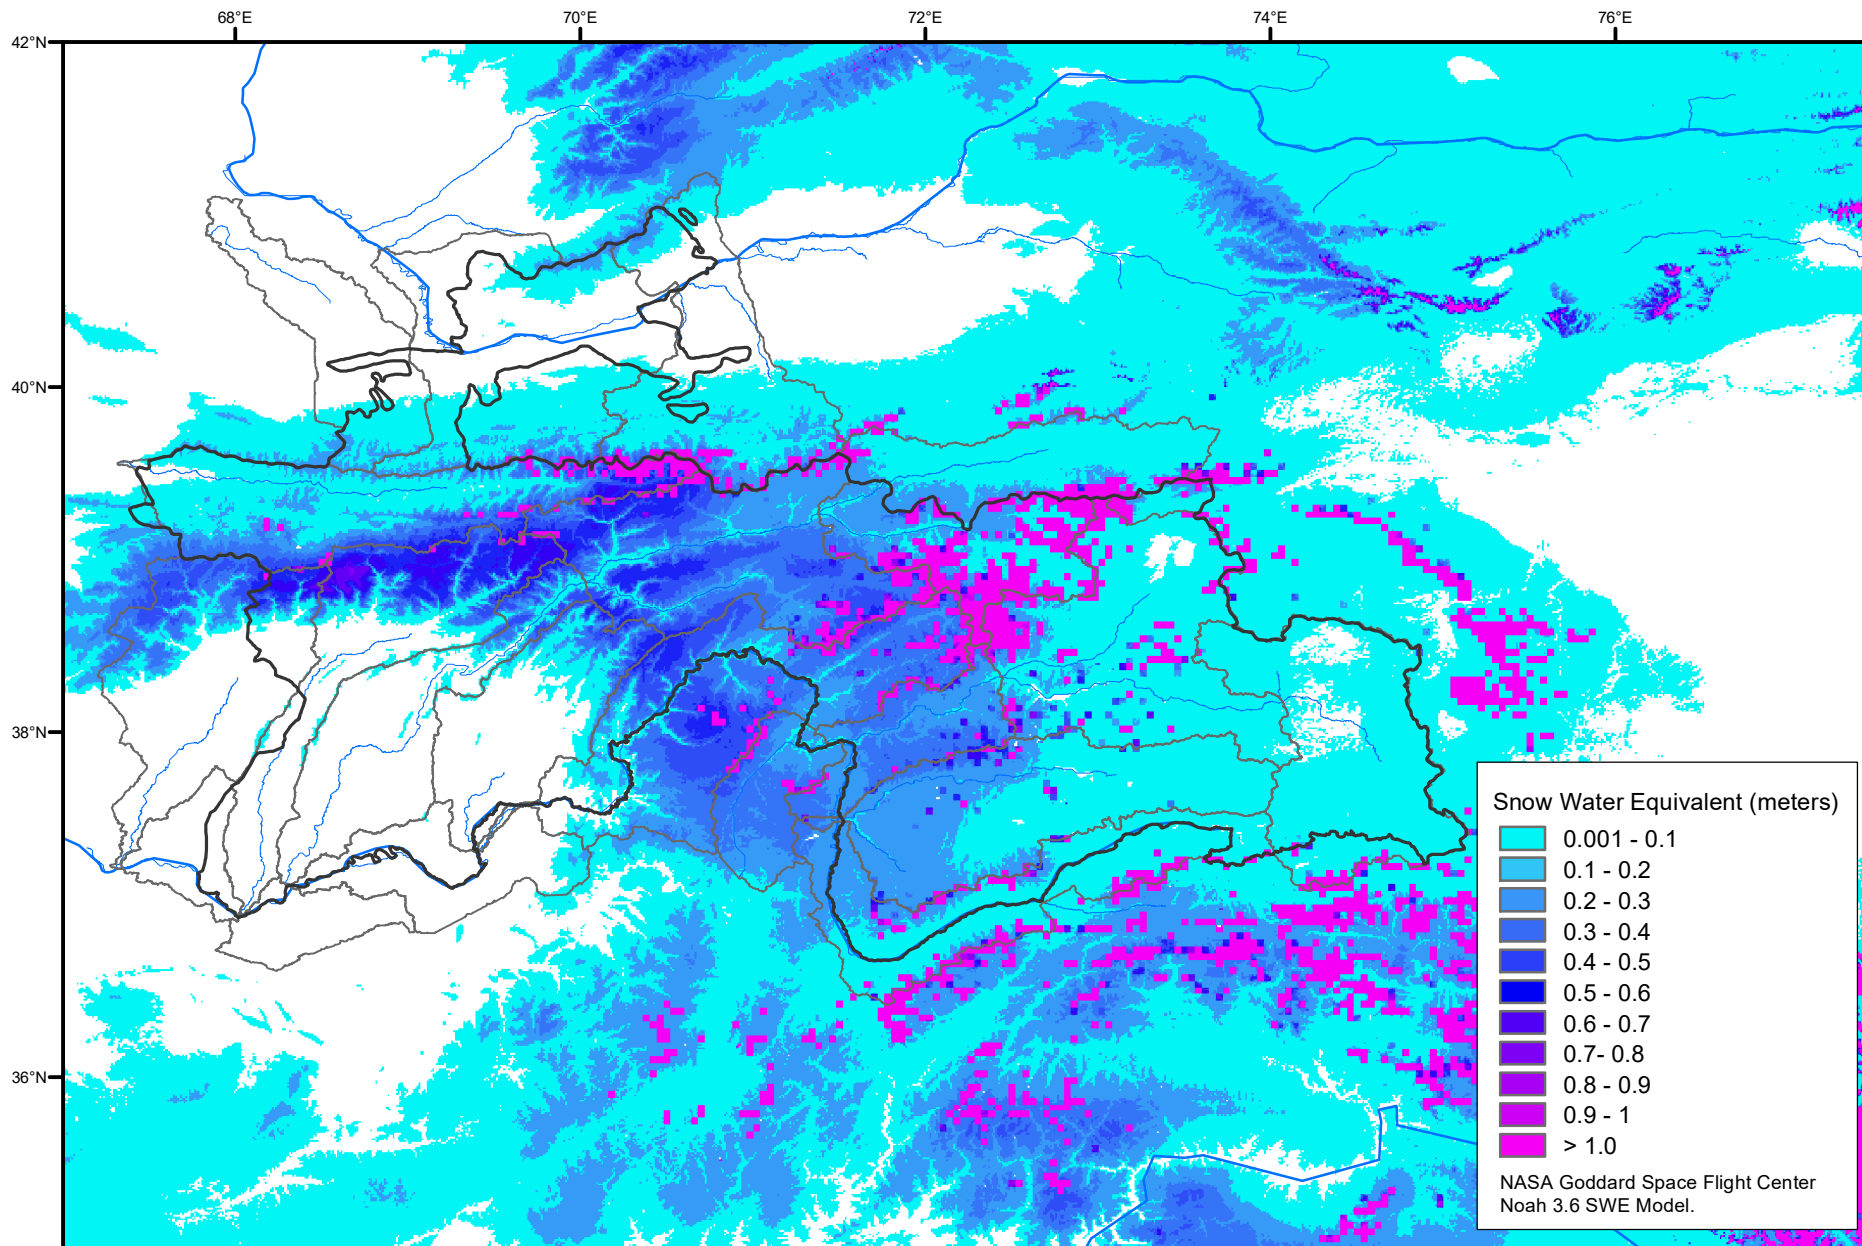 68°E
70°E
72°E
74°E
76°E
42°N
40°N
38°N
36°N
Snow Water Equivalent (meters)
0.001 - 0.1
0.1 - 0.2
0.2 - 0.3
0.3 - 0.4
0.4 - 0.5
0.5 - 0.6
0.6 - 0.7
0.7- 0.8
0.8 - 0.9
0.9 - 1
> 1.0
NASA Goddard Space Flight Center
Noah 3.6 SWE Model.